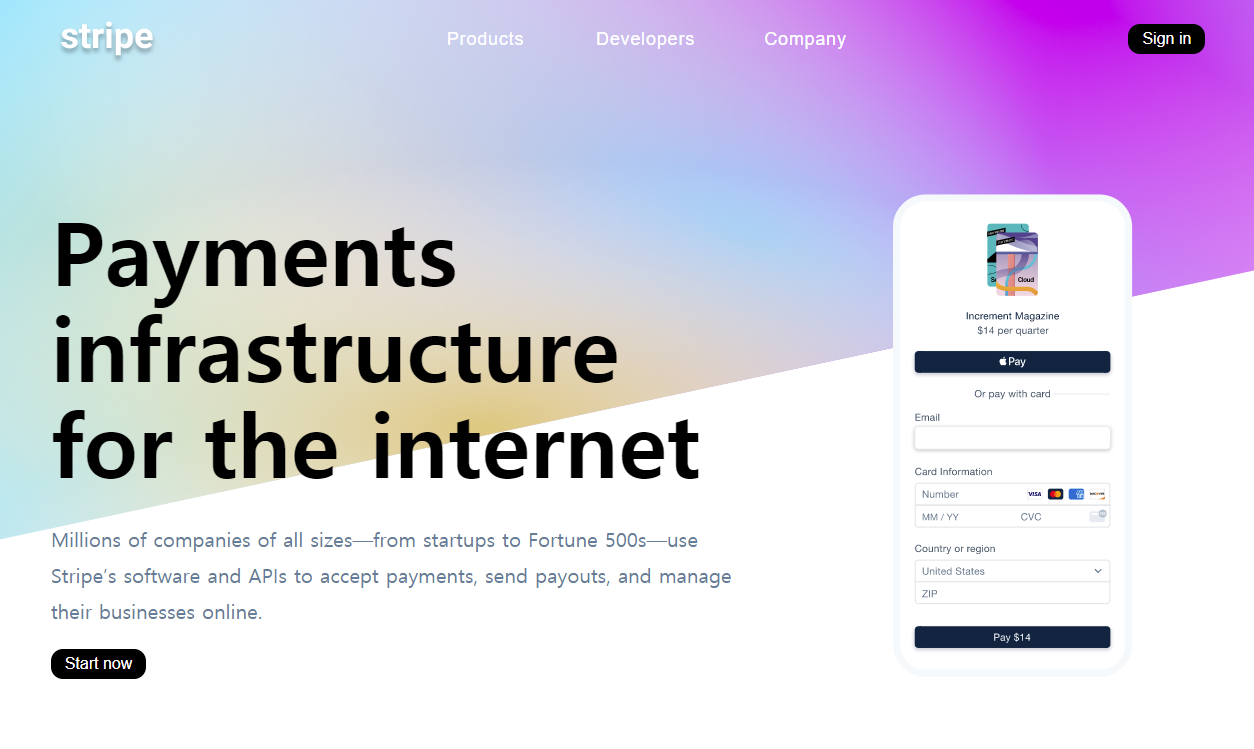 stripe
Products
Developers
Company
Sign in
Payments
infrastructure
for the internet
Millions of companies of all sizes—from startups to Fortune 500s—use
Stripe’s software and APIs to accept payments, send payouts, and manage
their businesses online.
Start now
Cloud
Increment Magazine
$14 per quarter
Pay
Or pay with card
Email
Card Information
Number
VISA
MM / YY
CVC
Country or region
United States
ZIP
Pay $14